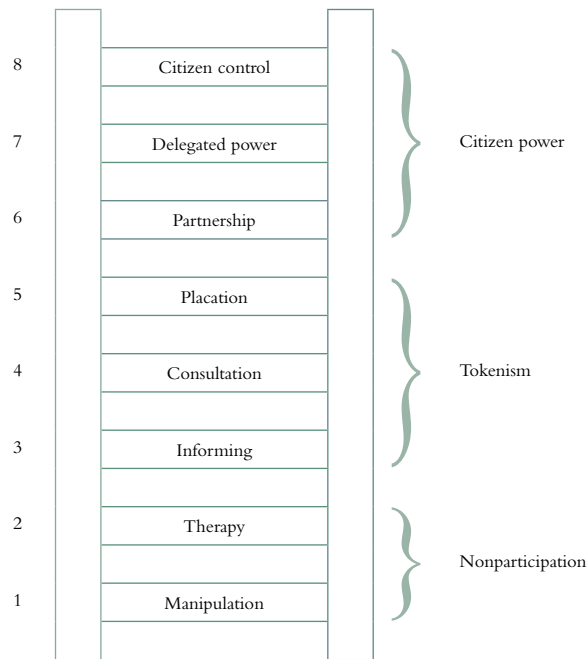 8 Citizen control
7 Delegated power Citizen power
6 Partnership
5 Placation
4 Consultation Tokenism
3 Informing
2 Therapy
Nonparticipation
1 Manipulation